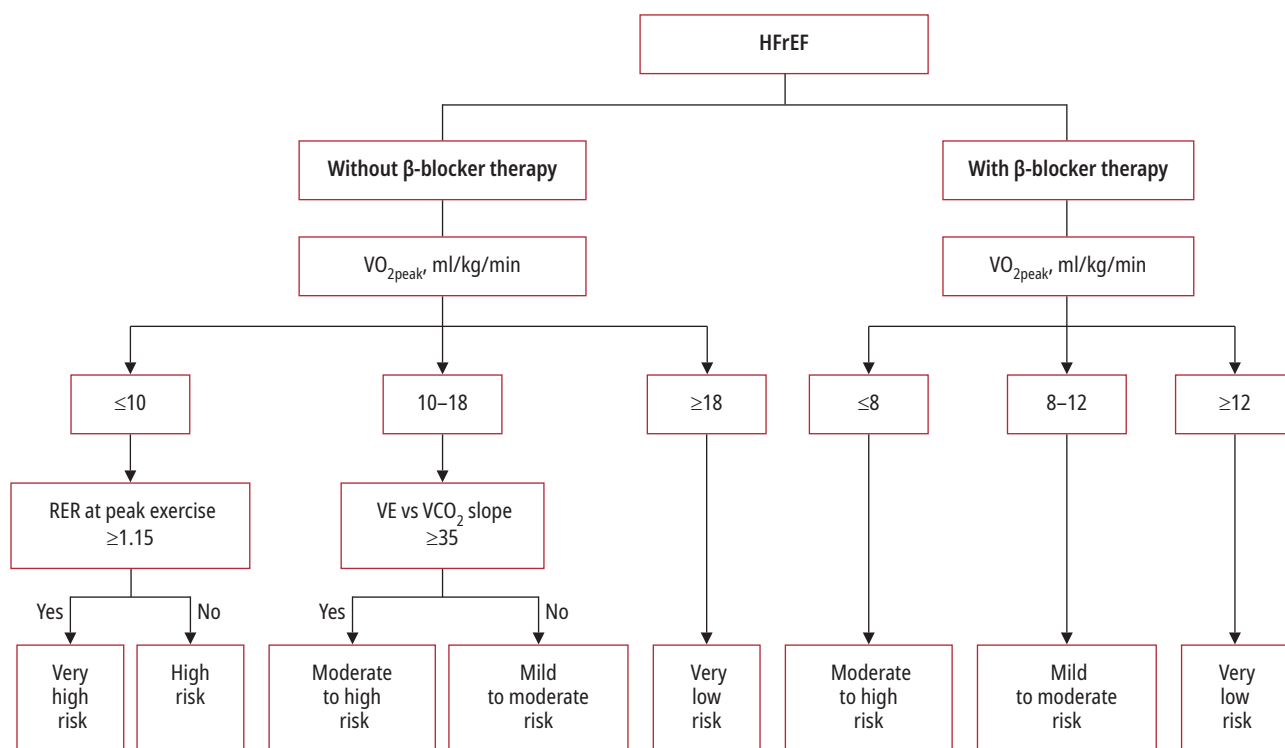 HFrEF
Without β-blocker therapy
With β-blocker therapy
VO2peak, ml/kg/min
VO2peak, ml/kg/min
≤10
10–18
≥18
≤8
8–12
≥12
RER at peak exercise
≥1.15
VE vs VCO2 slope
≥35
Yes
No
Yes
No
Very
high
risk
High
risk
Moderate
to high
risk
Mild
to moderate
risk
Very
low
risk
Moderate
to high
risk
Mild
to moderate
risk
Very
low
risk